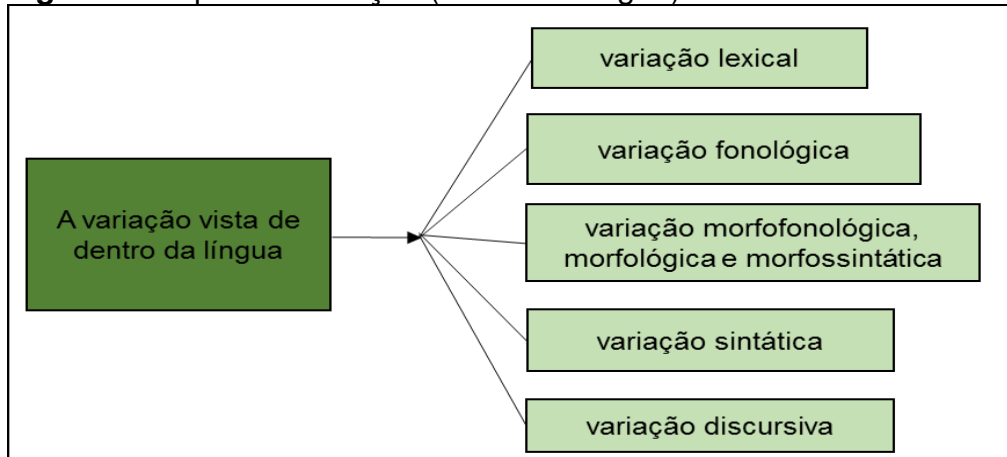 A variação vista de
dentro da língua
variação lexical
variação fonológica
variação morfofonológica,
morfológica e morfossintática
variação sintática
variação discursiva